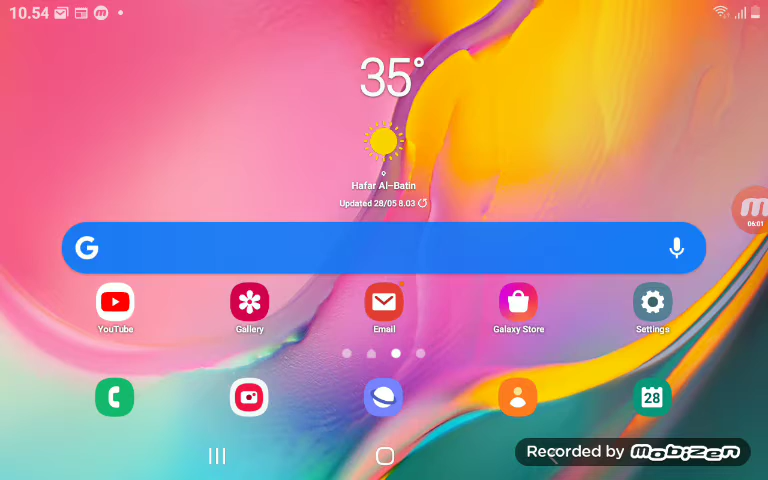 10.54
35°
Hafar Al-Batin
Updated 28/05 8.03
06:01
G
YouTube
Gallery
Email
Galaxy Store
Settings
28
Recorded by mobizen